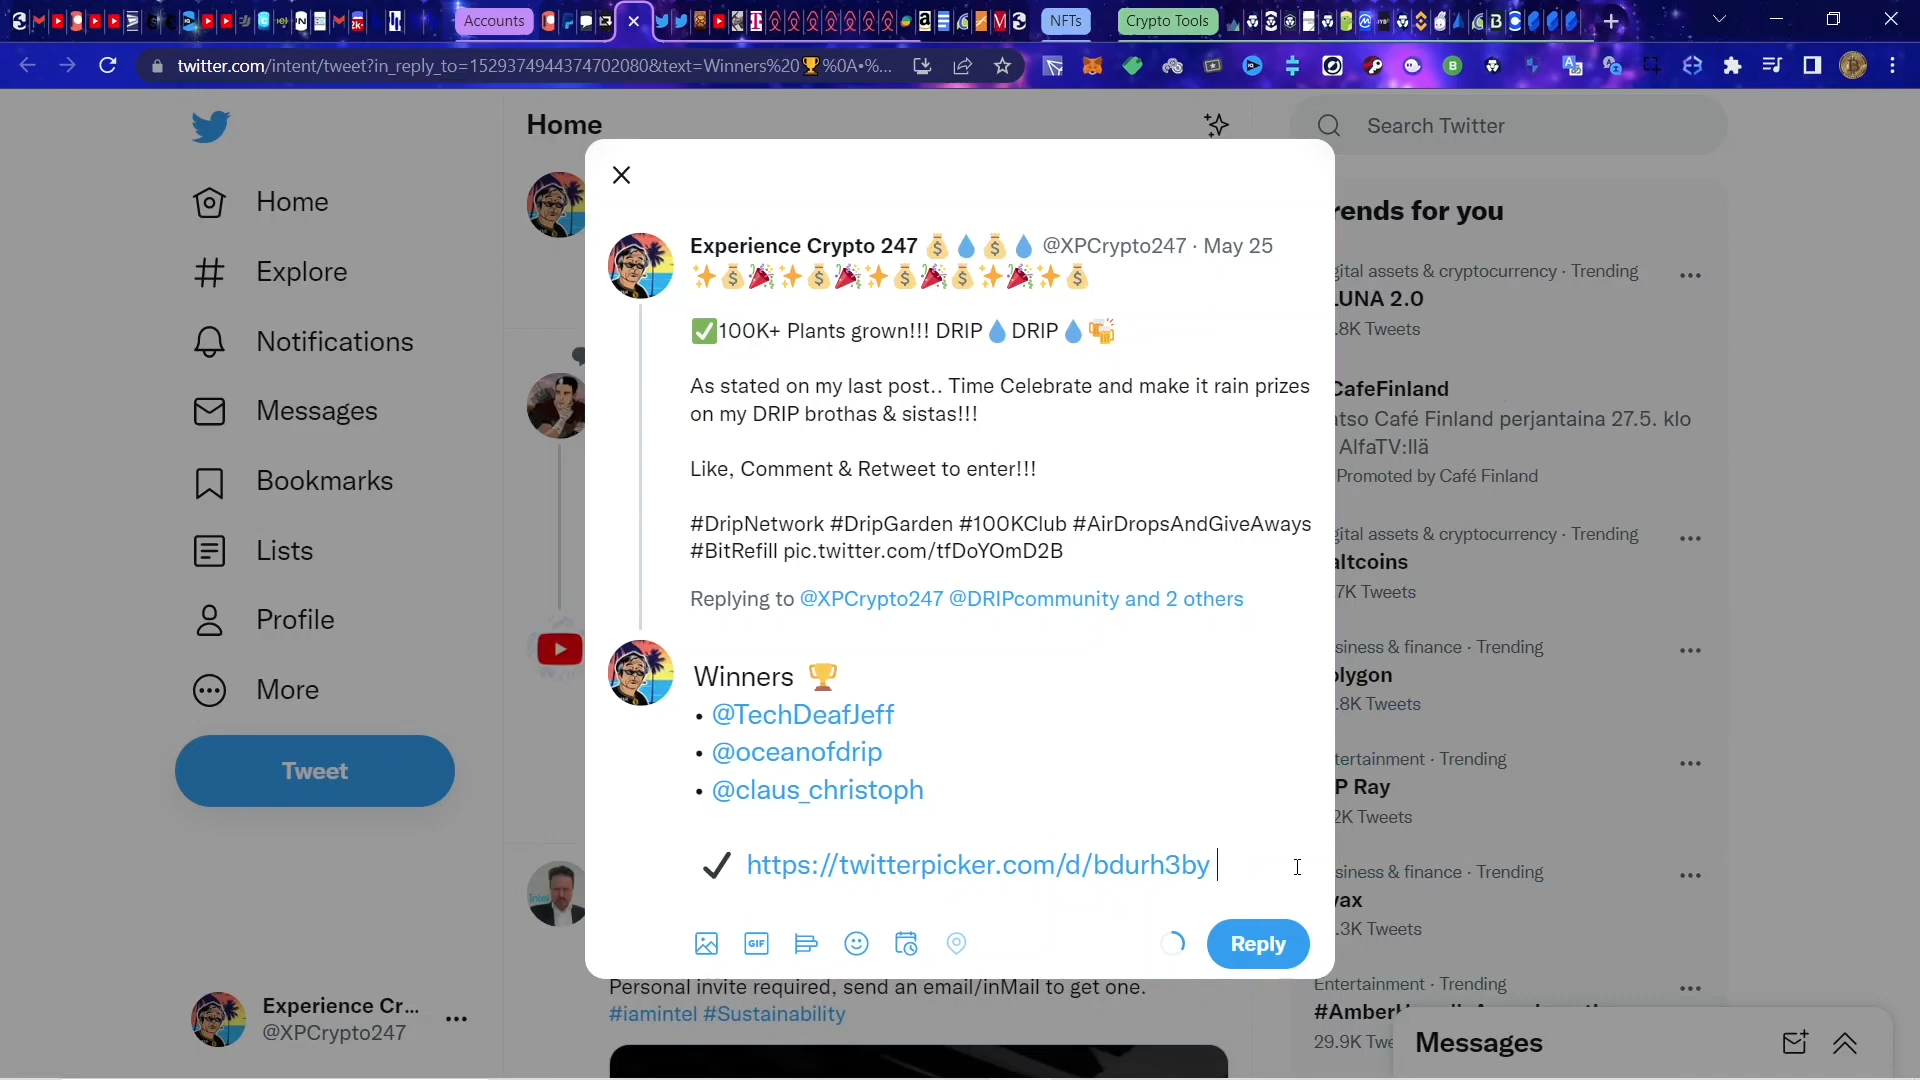 Accounts
NFTs
Crypto Tools
twitter.com/intent/tweet?in_reply_to=1529374944374702080&text=Winners%20🏆%0A•%...
Home
Search Twitter
Home
Explore
Notifications
Messages
Bookmarks
Lists
Profile
More
Tweet
Experience Cr...
@XPCrypto247
Experience Crypto 247 💰💧💰💧 @XPCrypto247 · May 25
✨💰🎉✨💰🎉✨💰🎉💰✨🎉✨💰
✅100K+ Plants grown!!! DRIP💧DRIP💧🍻
As stated on my last post.. Time Celebrate and make it rain prizes
on my DRIP brothas & sistas!!!
Like, Comment & Retweet to enter!!!
#DripNetwork #DripGarden #100KClub #AirDropsAndGiveAways
#BitRefill pic.twitter.com/tfDoYOmD2B
Replying to @XPCrypto247 @DRIPcommunity and 2 others
Winners 🏆
• @TechDeafJeff
• @oceanofdrip
• @claus_christoph
✔ https://twitterpicker.com/d/bdurh3by
GIF
Reply
Personal invite required, send an email/inMail to get one.
#iamintel #Sustainability
rends for you
gital assets & cryptocurrency · Trending
LUNA 2.0
.8K Tweets
CafeFinland
tso Café Finland perjantaina 27.5. klo
AlfaTV:llä
Promoted by Café Finland
gital assets & cryptocurrency · Trending
altcoins
7K Tweets
siness & finance · Trending
olygon
.8K Tweets
tertainment · Trending
P Ray
2K Tweets
siness & finance · Trending
vax
.3K Tweets
Entertainment · Trending
29.9K Twe
Messages